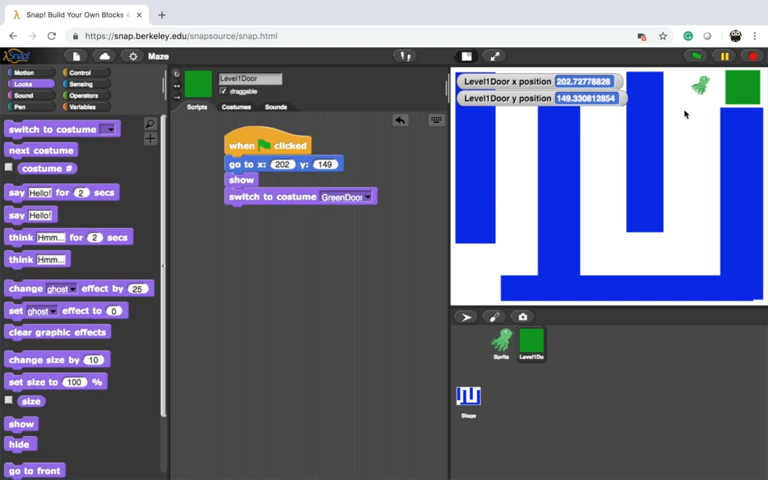 Snap! Build Your Own Blocks 4
https://snap.berkeley.edu/snapsource/snap.html
Maze
Motion
Control
Looks
Sensing
Sound
Operators
Pen
Variables
switch to costume
next costume
costume #
say Hello! for 2 secs
say Hello!
think Hmm... for 2 secs
think Hmm...
change ghost effect by 25
set ghost effect to 0
clear graphic effects
change size by 10
set size to 100 %
size
show
hide
go to front
Level1Door
draggable
Scripts Costumes Sounds
when clicked
go to x: 202 y: 149
show
switch to costume GreenDoor
Level1Door x position 202.72778828
Level1Door y position 149.330812854
Sprite
Level1Do
Stage